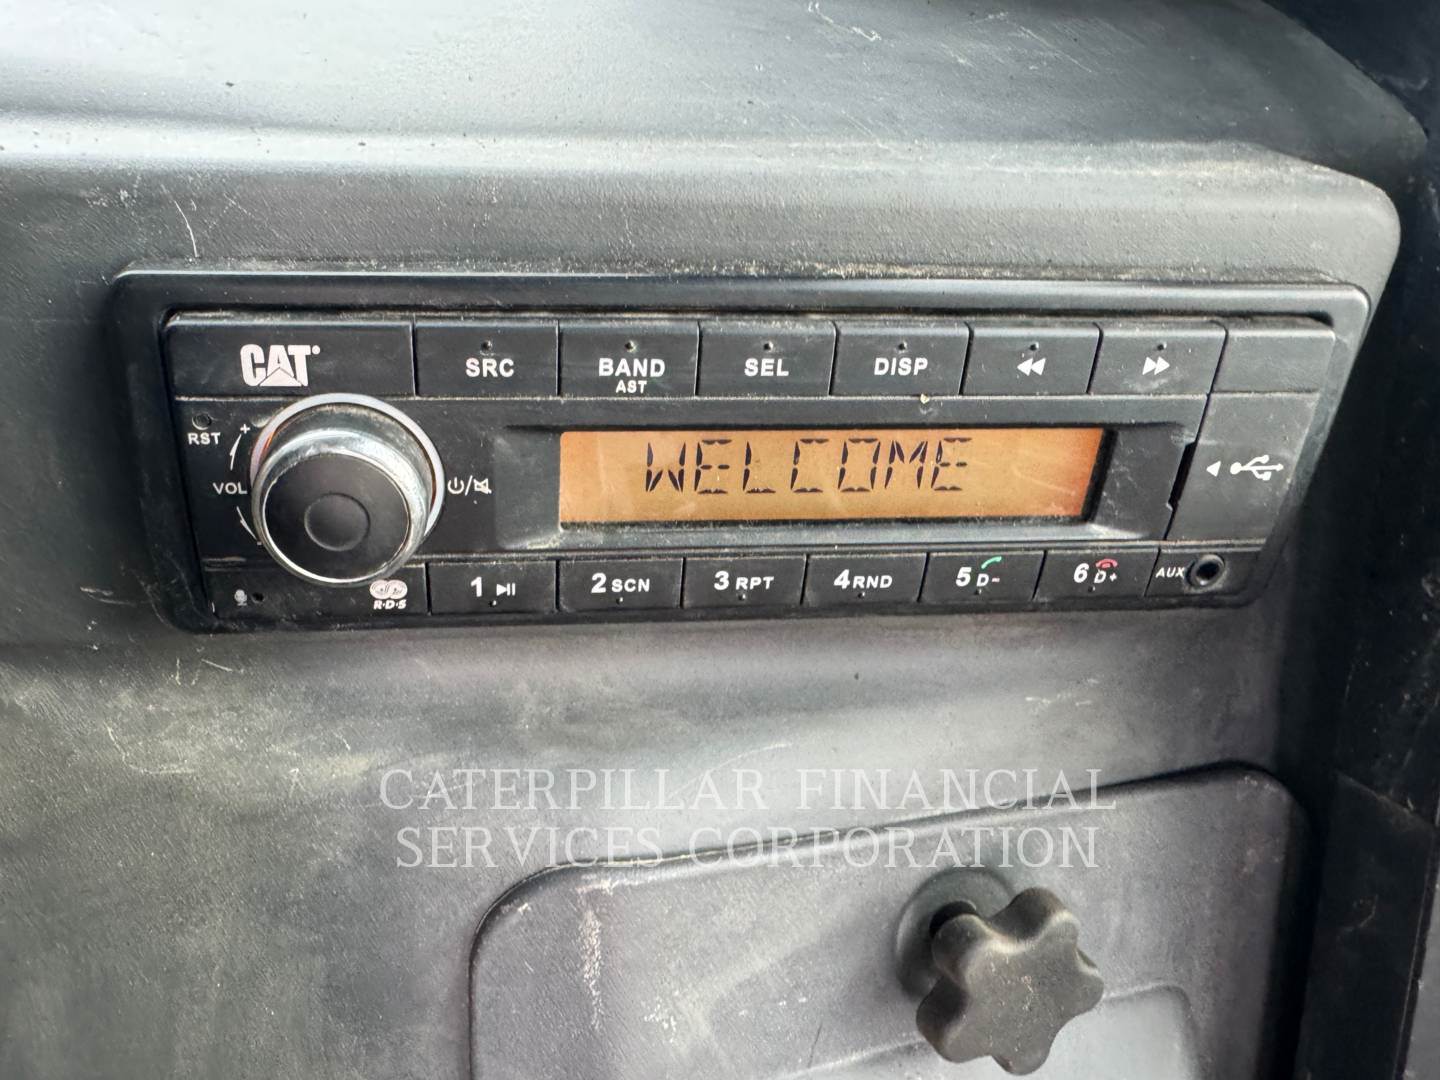 CAT
SRC
BAND
AST
SEL
DISP
RST
+
VOL
-
WELCOME
R·D·S
1
2 SCN
3 RPT
4 RND
5 D-
6 D+
AUX
CATERPILLAR FINANCIAL
SERVICES CORPORATION